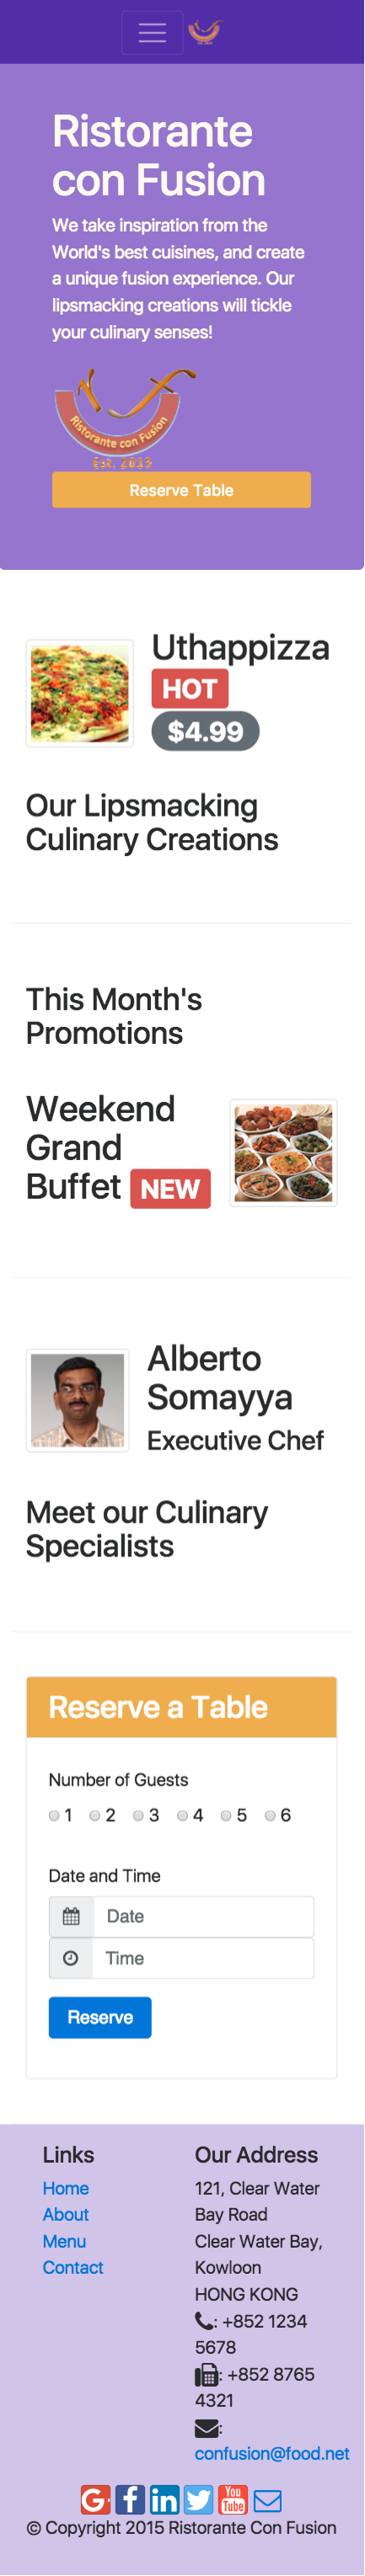 Ristorante
con Fusion
We take inspiration from the
World's best cuisines, and create
a unique fusion experience. Our
lipsmacking creations will tickle
your culinary senses!
Ristorante con Fusion
Est. 2013
Reserve Table
Uthappizza
HOT
$4.99
Our Lipsmacking
Culinary Creations
This Month's
Promotions
Weekend
Grand
Buffet NEW
Alberto
Somayya
Executive Chef
Meet our Culinary
Specialists
Reserve a Table
Number of Guests
1 2 3 4 5 6
Date and Time
Date
Time
Reserve
Links
Home
About
Menu
Contact
Our Address
121, Clear Water
Bay Road
Clear Water Bay,
Kowloon
HONG KONG
: +852 1234
5678
: +852 8765
4321
:
confusion@food.net
G+ f in You Tube
© Copyright 2015 Ristorante Con Fusion